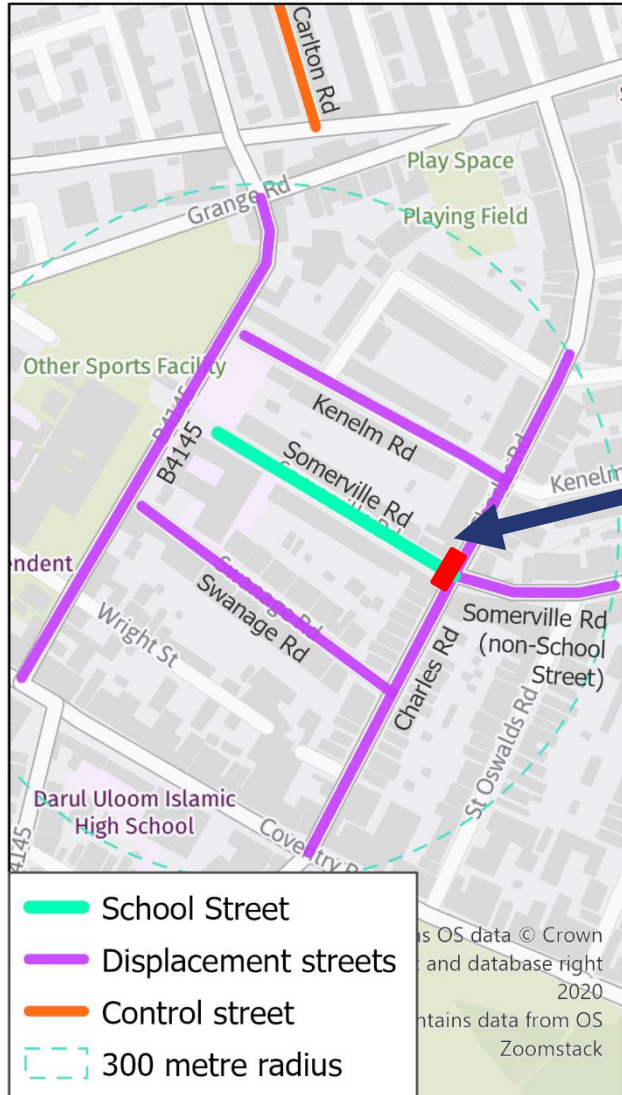 Carlton Rd
Play Space
Grange Rd
Playing Field
Other Sports Facility
B4145
B4145
Kenelm Rd
Somerville Rd
Kenelm
Swanage Rd
Swanage Rd
Somerville Rd
(non-School
Street)
Wright St
Charles Rd
St Oswalds Rd
Darul Uloom Islamic
High School
Coventry
School Street
Displacement streets
Control street
300 metre radius
OS data © Crown
and database right
2020
data from OS
Zoomstack